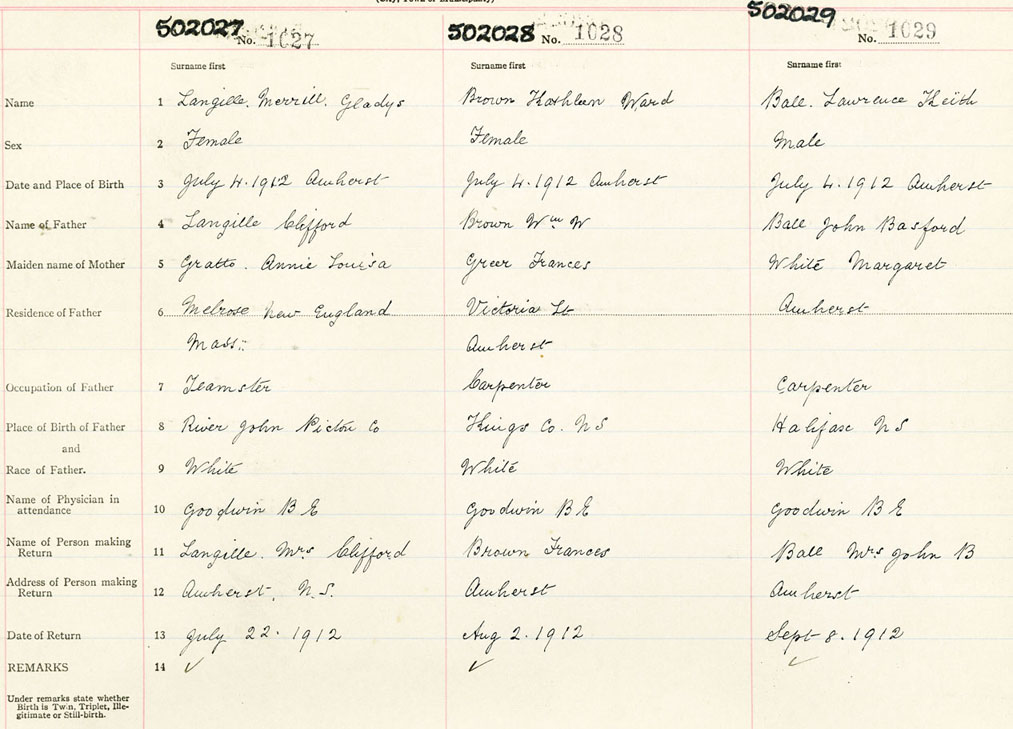 (City, Town or Municipality)
502027 No. 1027 502028 No. 1028 502029 No. 1029
Surname first Surname first Surname first
Name 1 Langille. Merrill. Gladys Brown Kathleen Ward Ball. Lawrence Keith
Sex 2 Female Female Male
Date and Place of Birth 3 July 4. 1912 Amherst July 4. 1912 Amherst July 4. 1912 Amherst
Name of Father 4 Langille Clifford Brown Wm W Ball John Basford
Maiden name of Mother 5 Gratto. Annie Louisa Greer Frances White Margaret
Residence of Father 6 Melrose New England Victoria St Amherst
Mass: Amherst
Occupation of Father 7 Teamster Carpenter Carpenter
Place of Birth of Father 8 River John Pictou Co Kings Co. N S Halifax N S
and
Race of Father. 9 White White White
Name of Physician in
attendance 10 Goodwin B E Goodwin B E Goodwin B E
Name of Person making
Return 11 Langille. Mrs Clifford Brown Frances Ball Mrs John B
Address of Person making
Return 12 Amherst, N.S. Amherst Amherst
Date of Return 13 July 22. 1912 Aug 2. 1912 Sept 8. 1912
REMARKS 14 ✓ ✓ ✓
Under remarks state whether
Birth is Twin, Triplet, Ille-
gitimate or Still-birth.